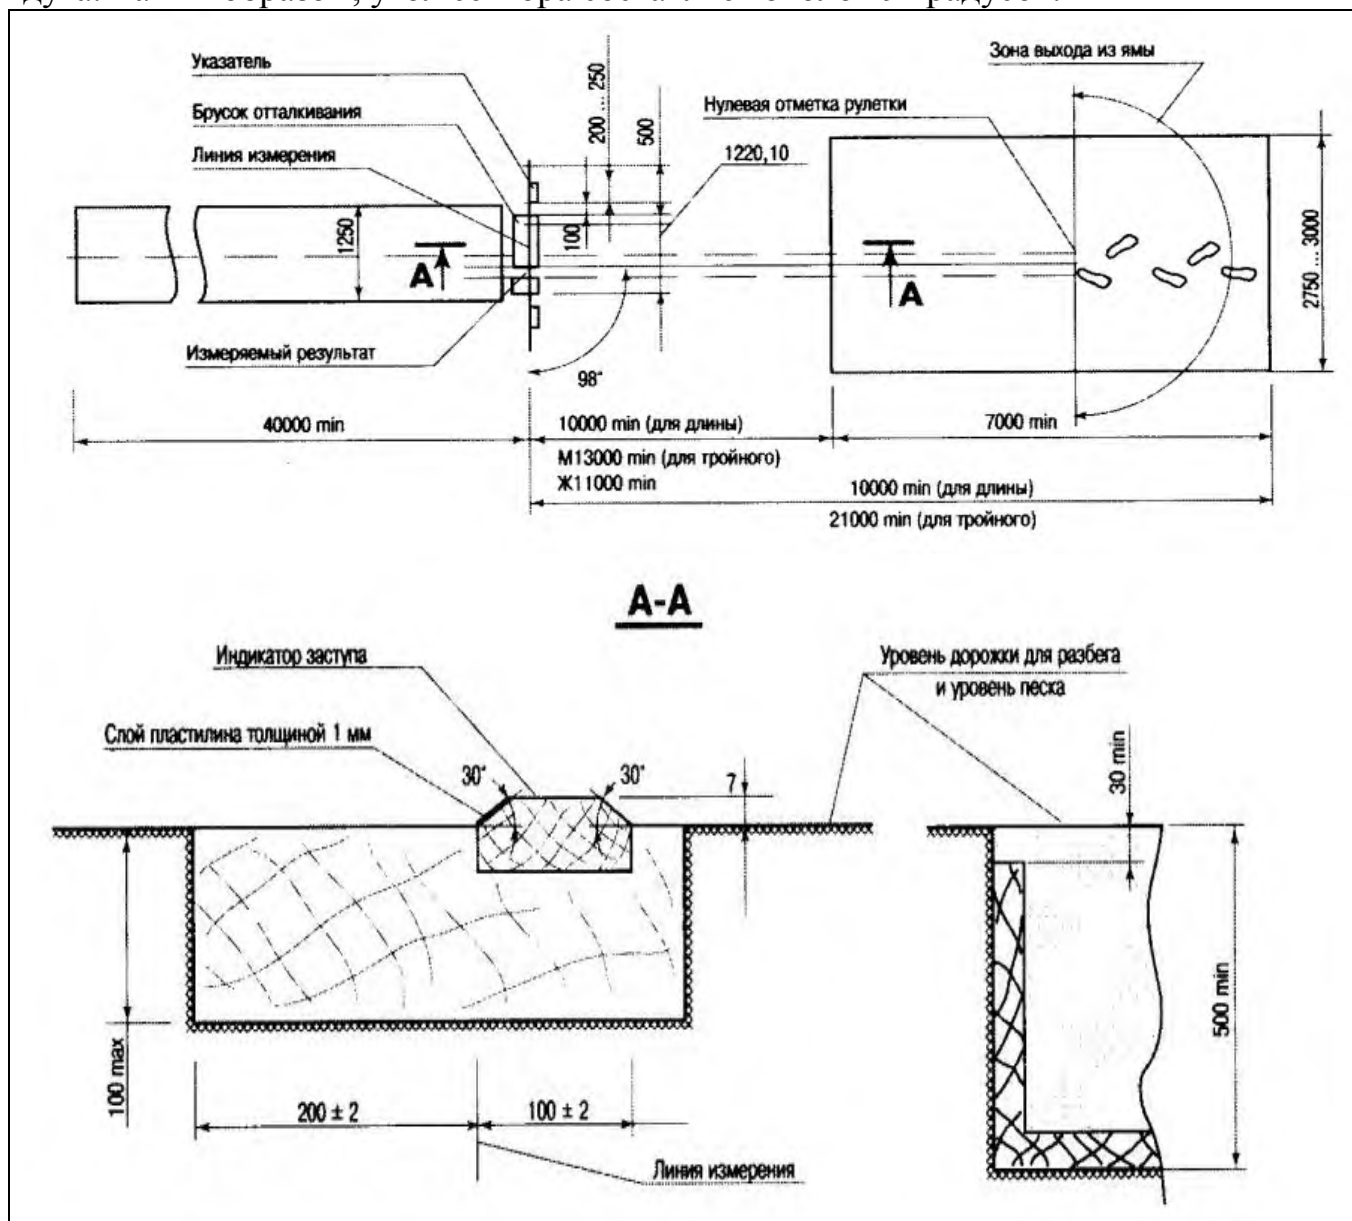 Указатель
Брусок отталкивания
Линия измерения
Измеряемый результат
200 ... 250
500
100
1250
A
98°
1220,10
Нулевая отметка рулетки
Зона выхода из ямы
A
2750 ... 3000
40000 min
10000 min (для длины)
М13000 min (для тройного)
Ж11000 min
7000 min
10000 min (для длины)
21000 min (для тройного)
А-А
Индикатор заступа
Слой пластилина толщиной 1 мм
30°
30°
7
Уровень дорожки для разбега
и уровень песка
30 min
500 min
100 max
200 ± 2
100 ± 2
Линия измерения